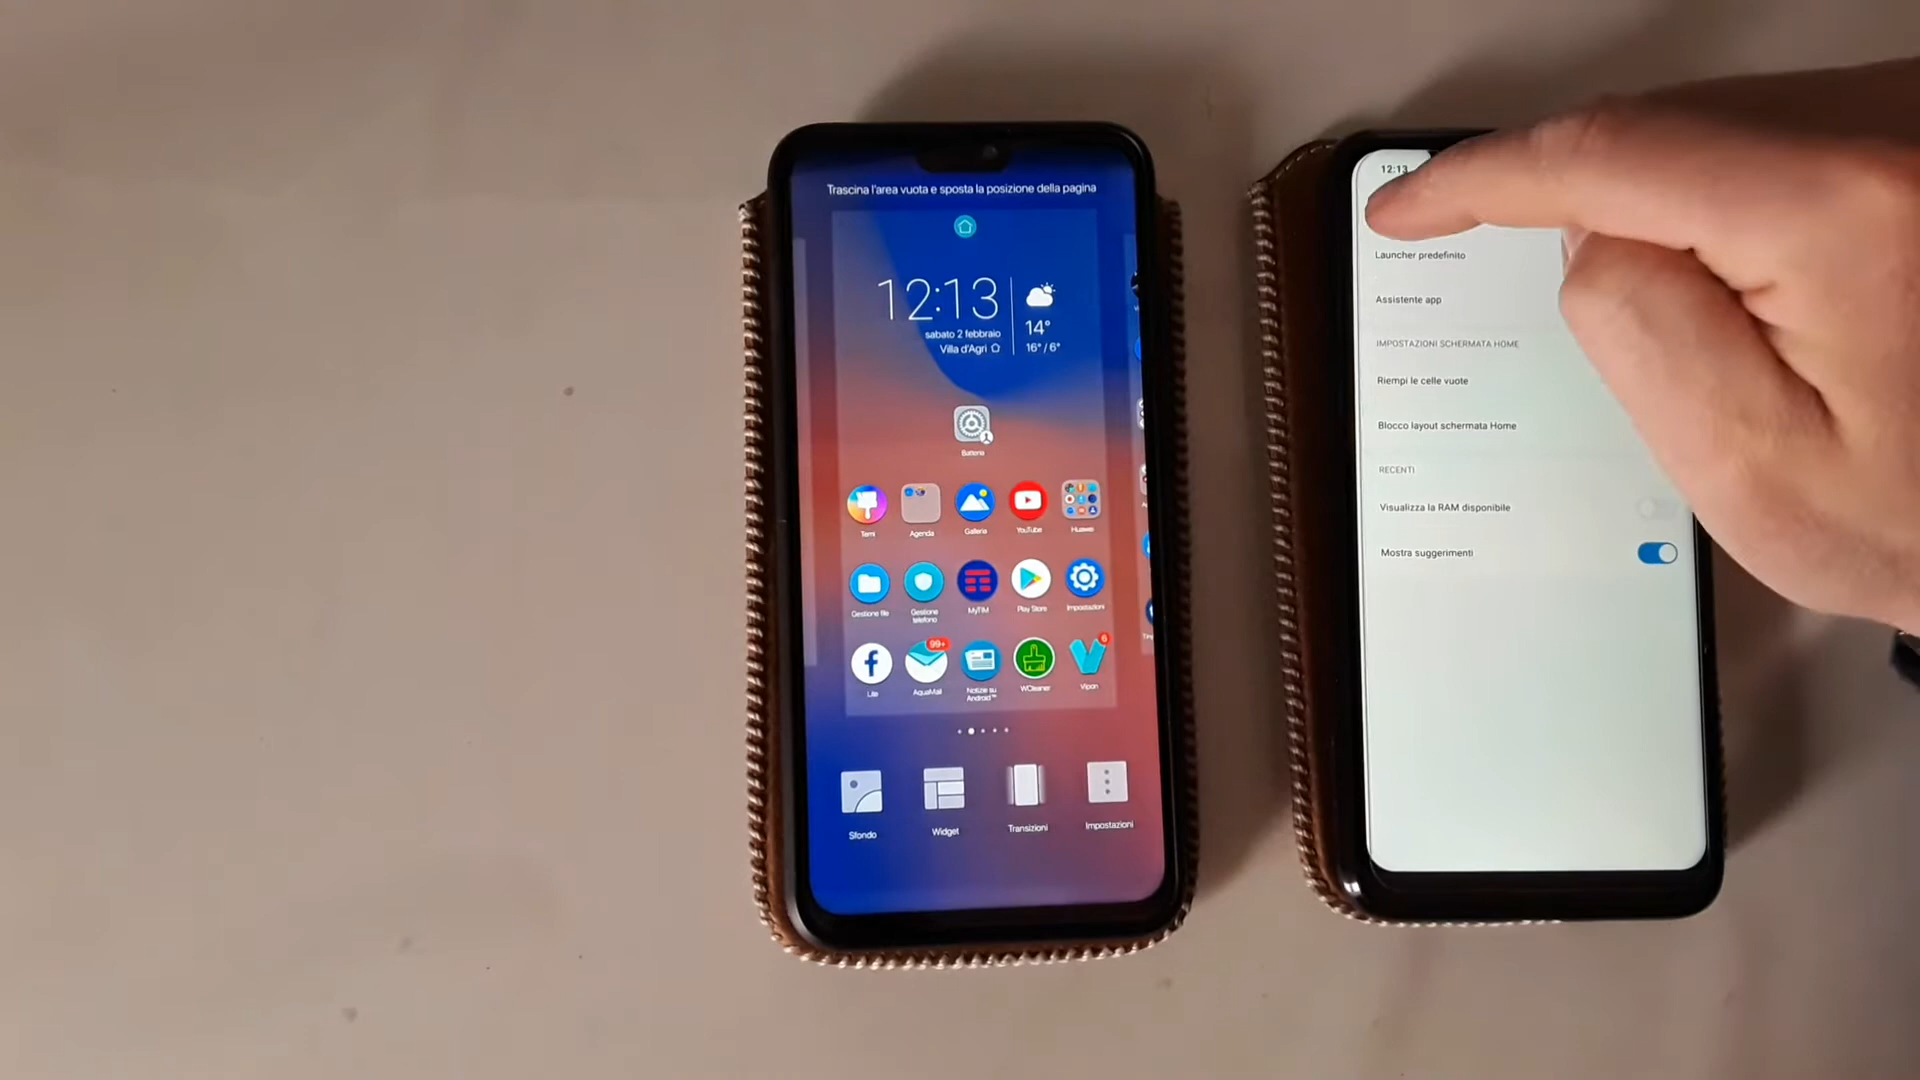 Trascina l'area vuota e sposta la posizione della pagina
12:13
sabato 2 febbraio
Villa d'Agri
14°
16° / 6°
Batteria
Temi
Agenda
Galleria
YouTube
Huawei
Gestione file
Gestione
telefono
MyTIM
Play Store
Impostazioni
99+
6
Lite
AquaMail
Notizie su
Android™
WCleaner
Vipon
Sfondo
Widget
Transizioni
Impostazioni
12:13
Launcher predefinito
Assistente app
IMPOSTAZIONI SCHERMATA HOME
Riempi le celle vuote
Blocco layout schermata Home
RECENTI
Visualizza la RAM disponibile
Mostra suggerimenti